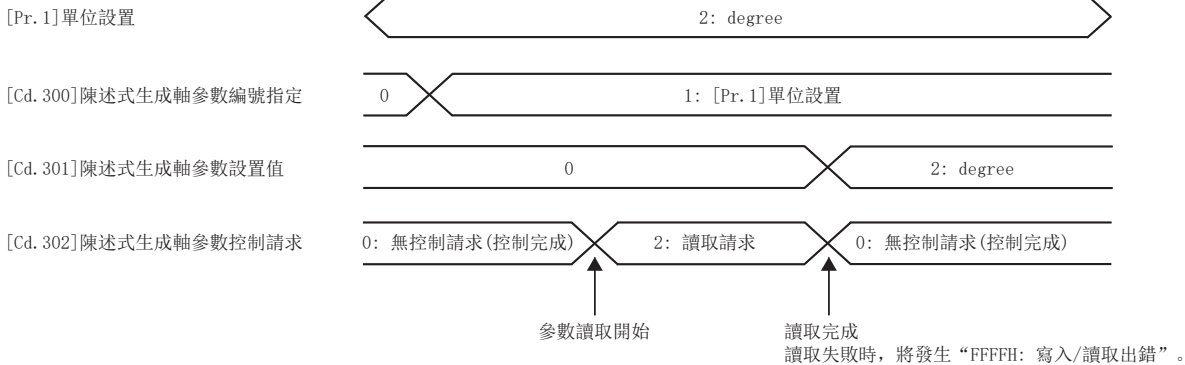 [Pr.1]單位設置
2: degree
[Cd.300]陳述式生成軸參數編號指定
0
1: [Pr.1]單位設置
[Cd.301]陳述式生成軸參數設置值
0
2: degree
[Cd.302]陳述式生成軸參數控制請求
0: 無控制請求(控制完成)
2: 讀取請求
0: 無控制請求(控制完成)
參數讀取開始
讀取完成
讀取失敗時，將發生“FFFFH: 寫入/讀取出錯”。